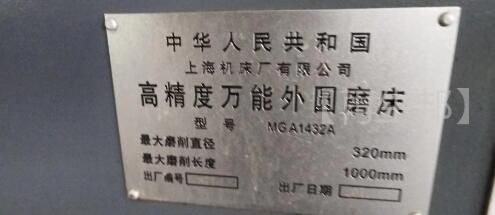 中华人民共和国
上海机床厂有限公司
高精度万能外圆磨床
型号 MGA1432A
最大磨削直径 320mm
最大磨削长度 1000mm
出厂编号 出厂日期